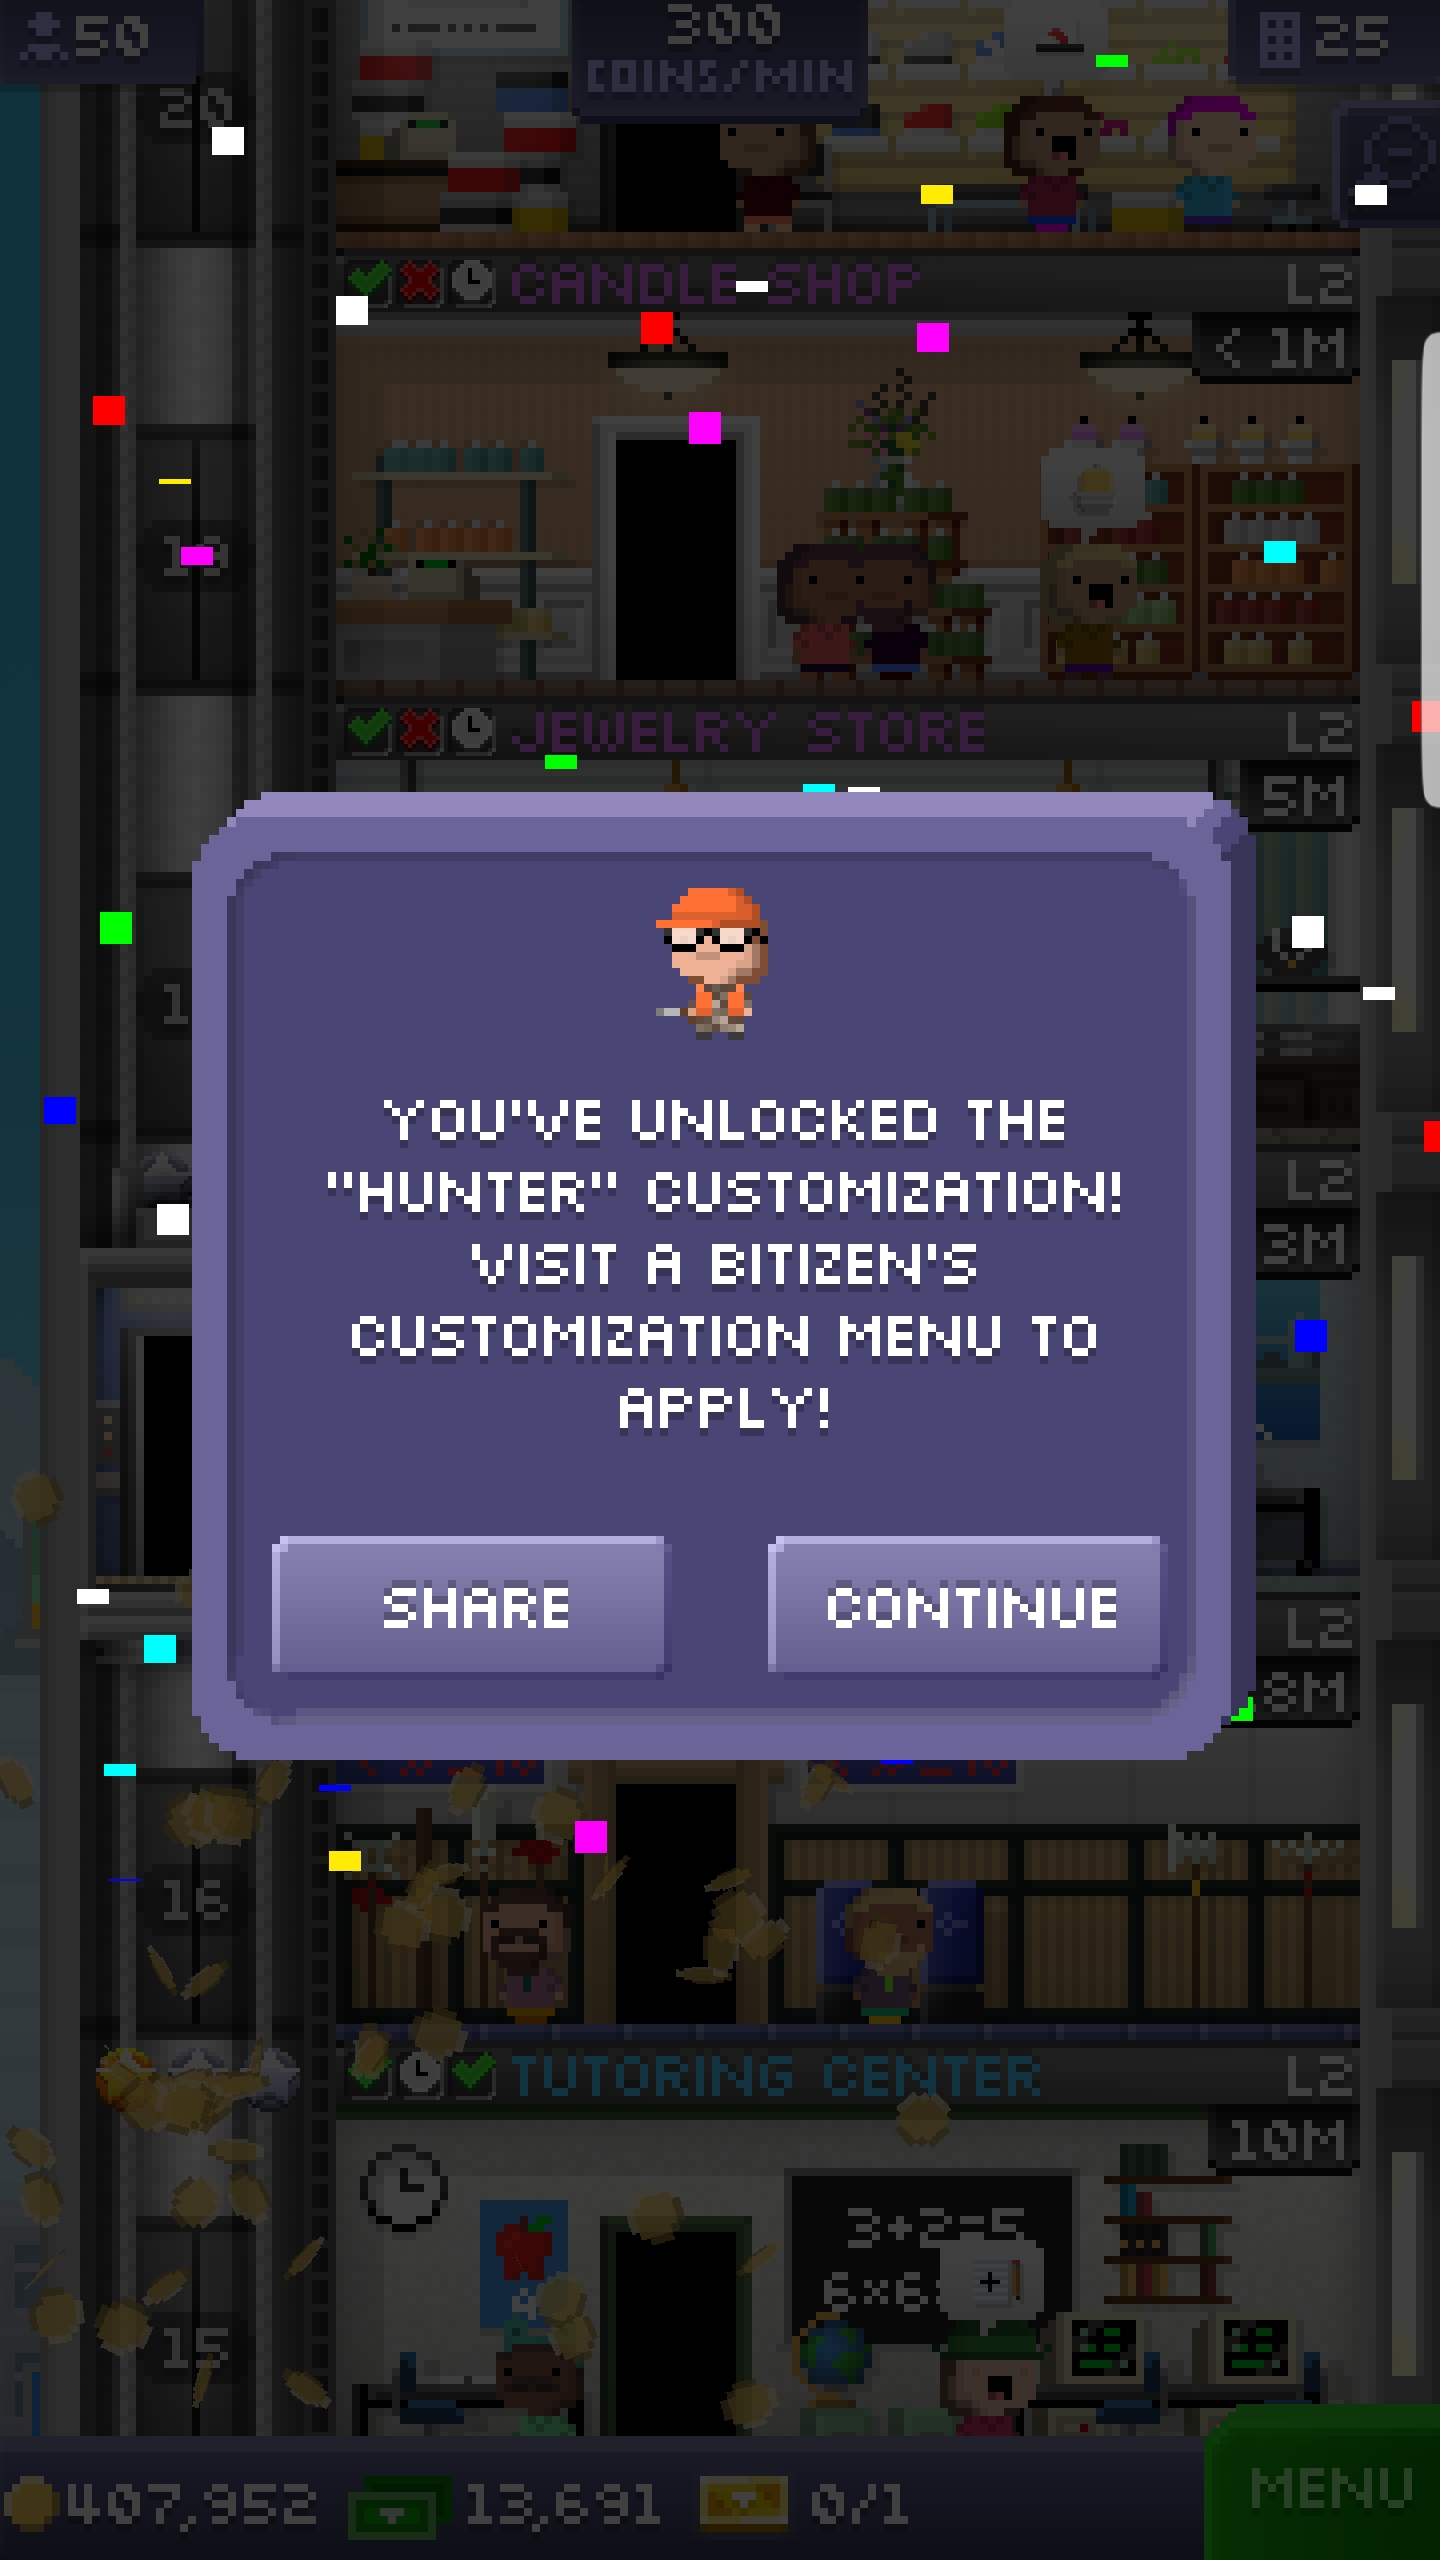 50
300
COINS/MIN
25
20
CANDLE SHOP
L2
< 1M
JEWELRY STORE
L2
5M
YOU'VE UNLOCKED THE
"HUNTER" CUSTOMIZATION!
VISIT A BITIZEN'S
CUSTOMIZATION MENU TO
APPLY!
L2
3M
SHARE
CONTINUE
L2
8M
16
TUTORING CENTER
L2
10M
3+2=5
6x6
15
MENU
407,952
13,691
0/1